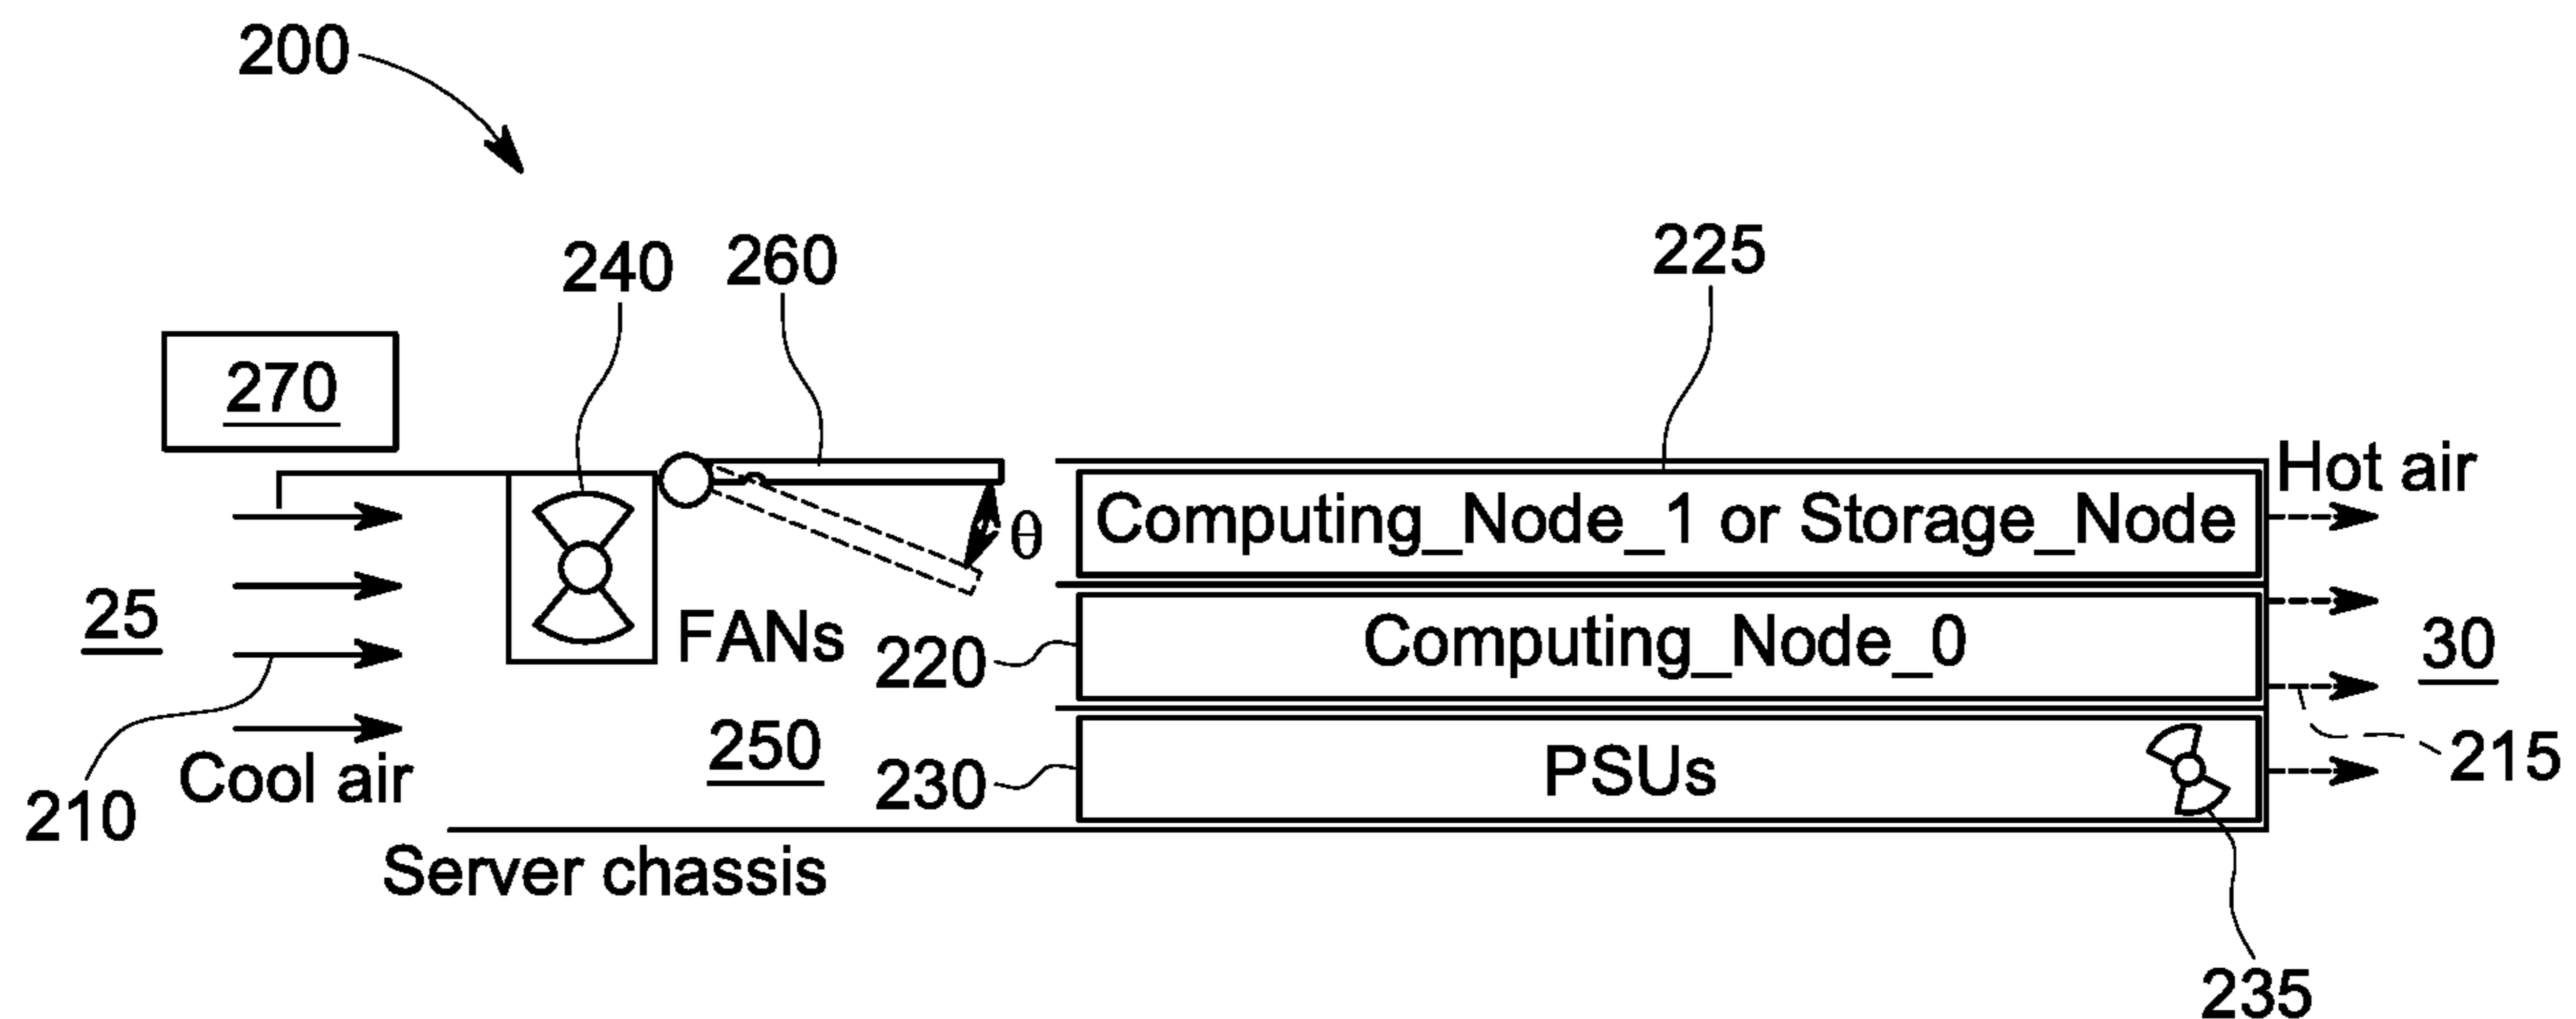 200
240
260
225
270
Hot air
Computing_Node_1 or Storage_Node
θ
25
FANs
220
Computing_Node_0
30
250
Cool air
210
230
PSUs
215
Server chassis
235